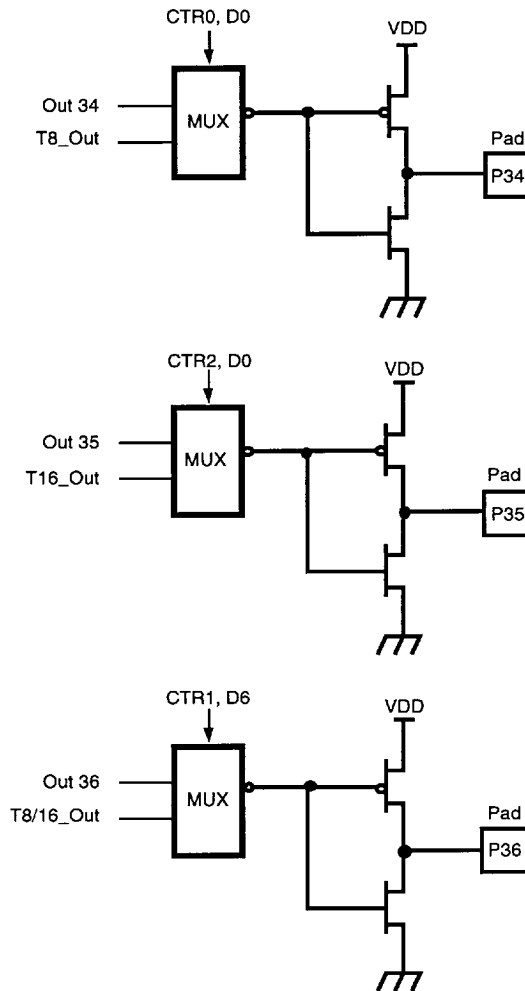 CTR0, D0
VDD
Out 34
MUX
T8_Out
Pad
P34
CTR2, D0
VDD
Out 35
MUX
T16_Out
Pad
P35
CTR1, D6
VDD
Out 36
MUX
T8/16_Out
Pad
P36